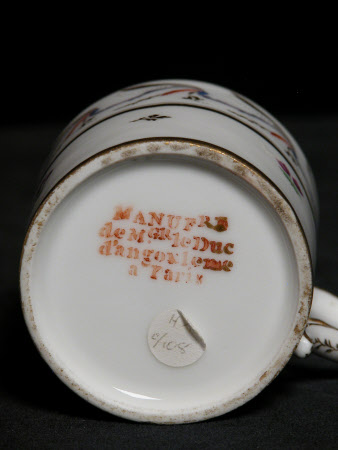 MANUFRE
de Mgr le Duc
d'angouleme
a Paris
H